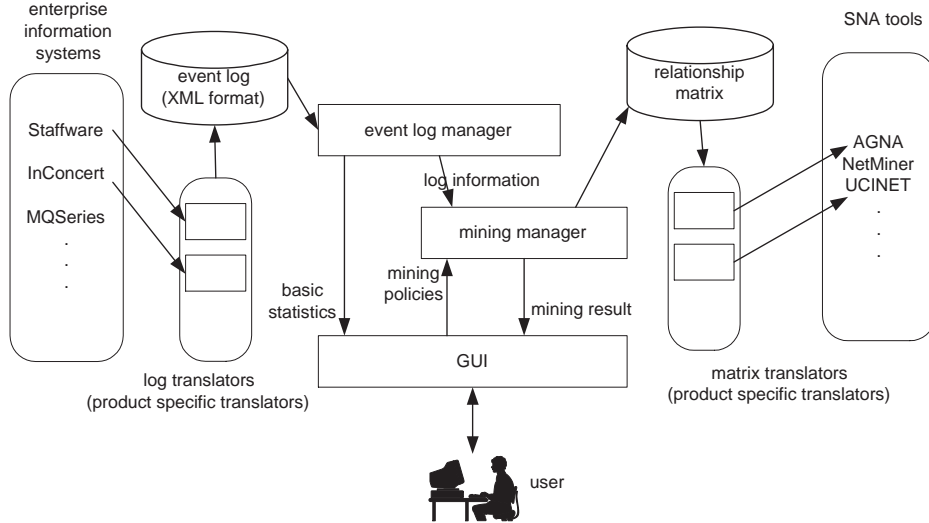 enterprise
information
systems
SNA tools
event log
(XML format)
relationship
matrix
event log manager
Staffware
InConcert
MQSeries
.
.
.
log information
mining manager
AGNA
NetMiner
UCINET
.
.
.
basic
statistics
mining
policies
mining result
GUI
log translators
(product specific translators)
matrix translators
(product specific translators)
user